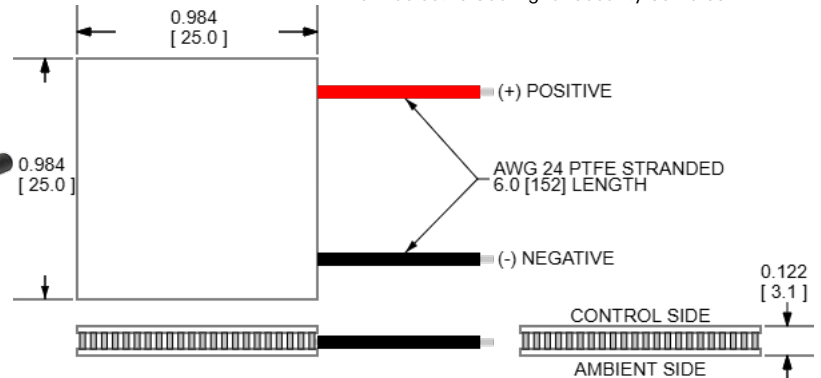 0.984
[ 25.0 ]
(+) POSITIVE
0.984
[ 25.0 ]
AWG 24 PTFE STRANDED
6.0 [152] LENGTH
(-) NEGATIVE
0.122
[ 3.1 ]
CONTROL SIDE
AMBIENT SIDE